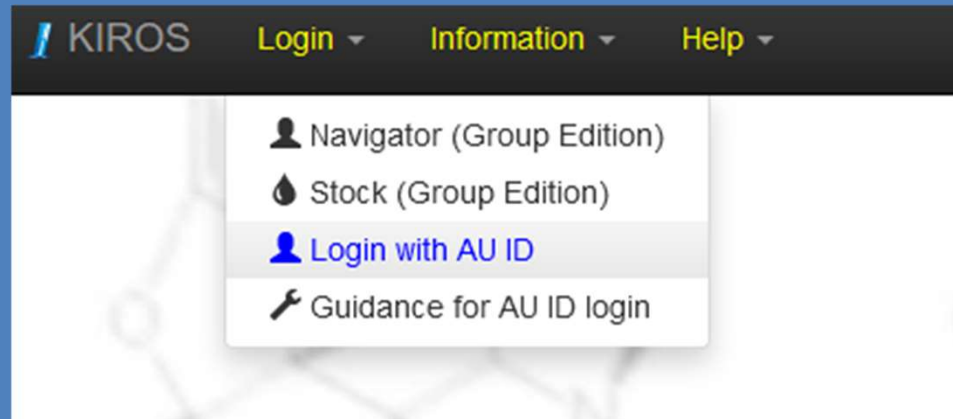 KIROS Login Information Help
Navigator (Group Edition)
Stock (Group Edition)
Login with AU ID
Guidance for AU ID login